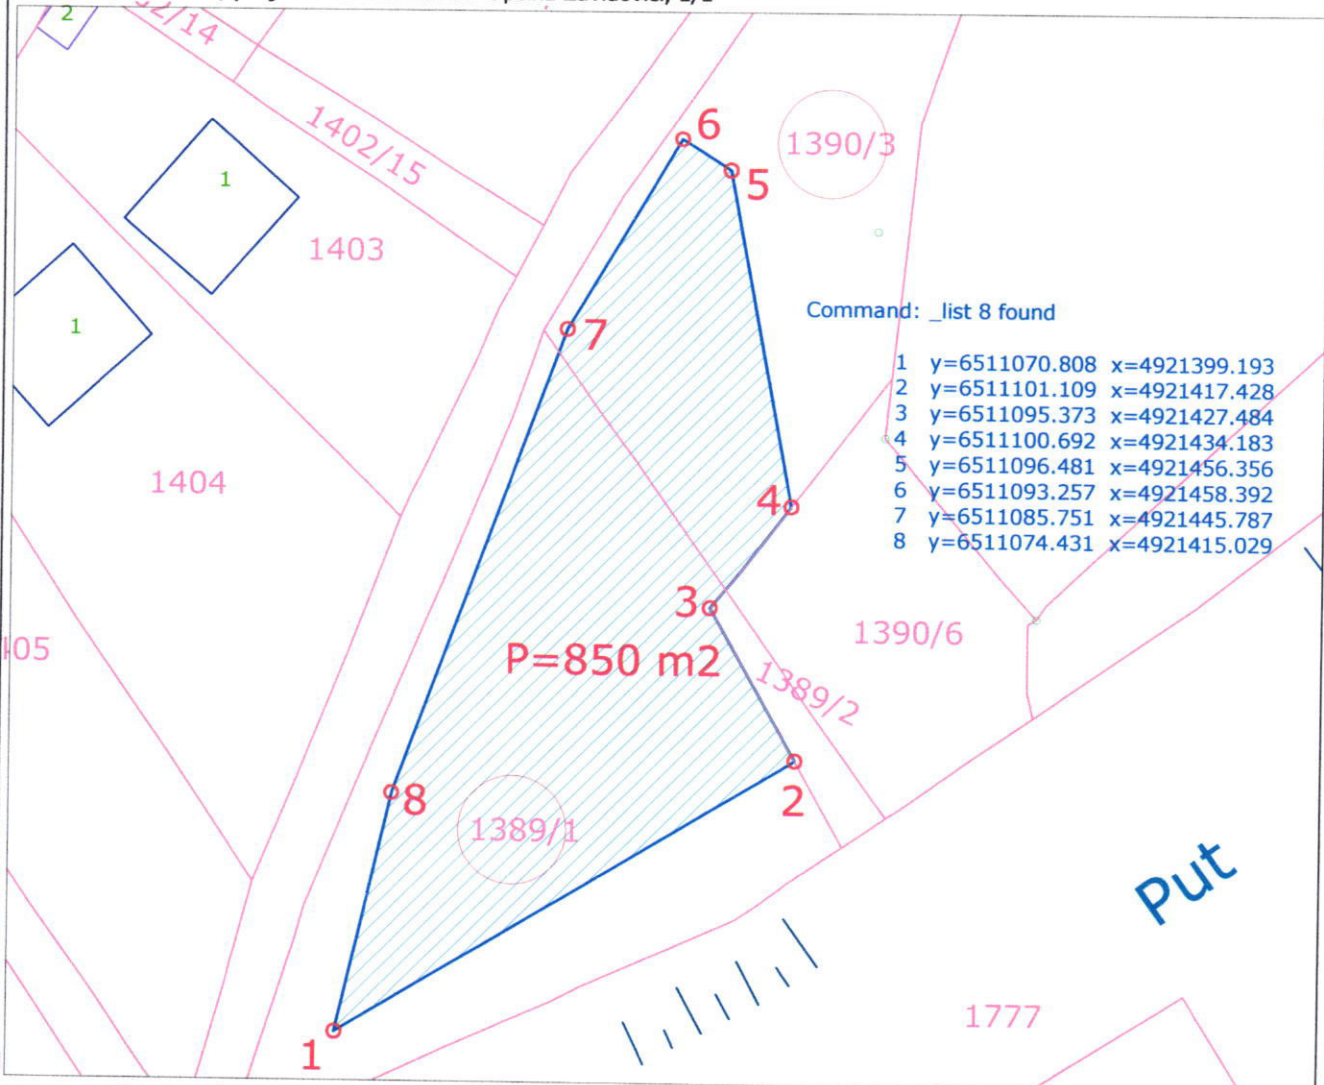 2
1402/15
6
1390/3
5
1
1403
Command: _list 8 found
1
7
1 y=6511070.808 x=4921399.193
2 y=6511101.109 x=4921417.428
3 y=6511095.373 x=4921427.484
4 y=6511100.692 x=4921434.183
5 y=6511096.481 x=4921456.356
6 y=6511093.257 x=4921458.392
7 y=6511085.751 x=4921445.787
8 y=6511074.431 x=4921415.029
1404
4
3
1390/6
P=850 m2
1389/2
8
2
1389/1
Put
1777
1